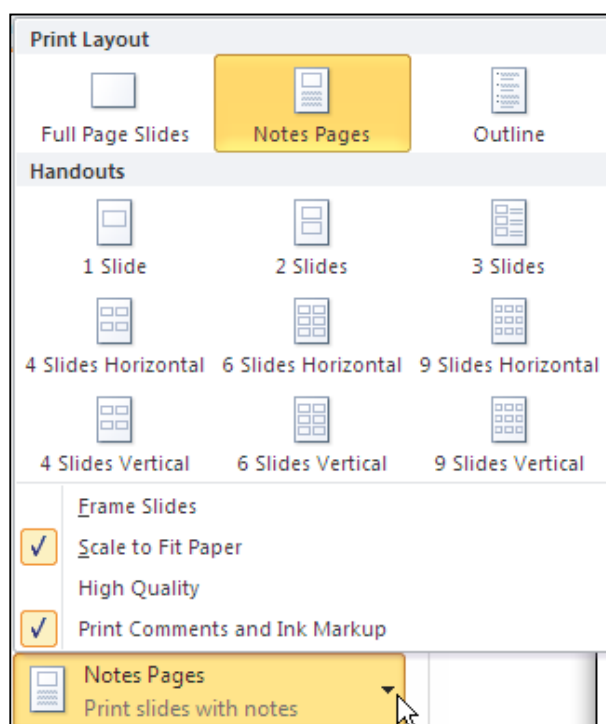 Print Layout
Full Page Slides Notes Pages Outline
Handouts
1 Slide 2 Slides 3 Slides
4 Slides Horizontal 6 Slides Horizontal 9 Slides Horizontal
4 Slides Vertical 6 Slides Vertical 9 Slides Vertical
Frame Slides
Scale to Fit Paper
High Quality
Print Comments and Ink Markup
Notes Pages
Print slides with notes